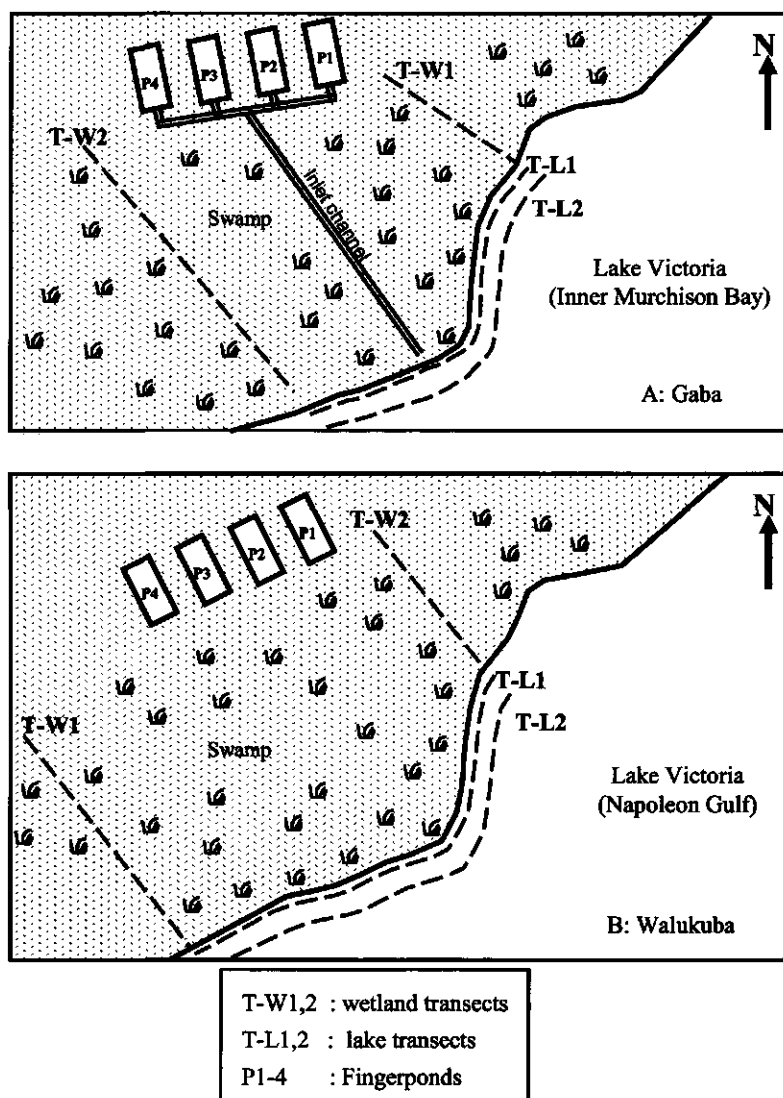 P4
P3
P2
P1
T-W1
N
T-W2
T-L1
T-L2
Swamp
Inlet channel
Lake Victoria
(Inner Murchison Bay)
A: Gaba
P4
P3
P2
P1
T-W2
N
T-L1
T-L2
T-W1
Swamp
Lake Victoria
(Napoleon Gulf)
B: Walukuba
T-W1,2 : wetland transects
T-L1,2 : lake transects
P1-4 : Fingerponds